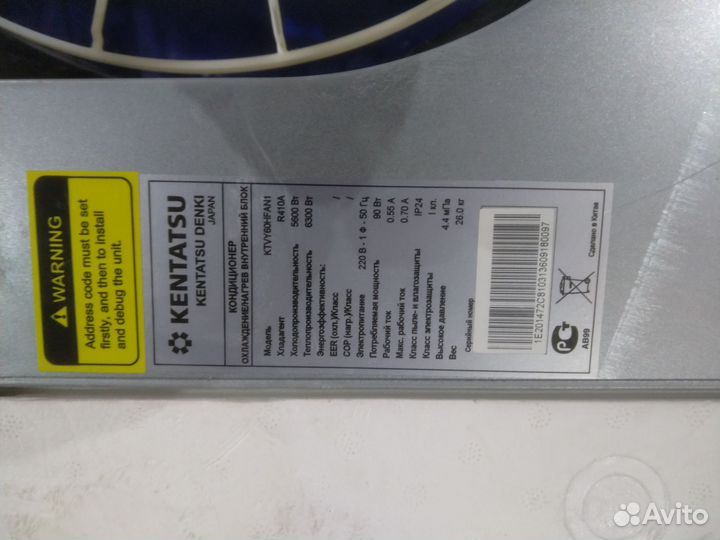 WARNING
Address code must be set
firstly, and then to install
and debug the unit.
KENTATSU
KENTATSU DENKI
JAPAN
КОНДИЦИОНЕР
ОХЛАЖДЕНИЕ/НАГРЕВ ВНУТРЕННИЙ БЛОК
Модель KTVY60HFAN1
Хладагент R410A
Холодопроизводительность 5600 Вт
Теплопроизводительность 6300 Вт
Энергоэффективность:
EER (охл.)/Класс /
COP (нагр.)/Класс /
Электропитание 220 В - 1 Ф - 50 Гц
Потребляемая мощность 90 Вт
Рабочий ток 0.55 А
Макс. рабочий ток 0.70 А
Класс пыле- и влагозащиты IP24
Класс электрозащиты I кл.
Высокое давление 4.4 мПа
Вес 26.0 кг
Серийный номер
1E201472C810313609180097
РСТ
АВ99
Сделано в Китае
Avito